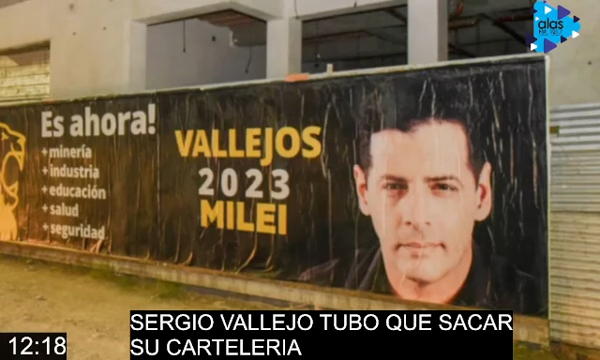 alas
Es ahora!
+minería
+industria
+educación
+salud
+seguridad
VALLEJOS
2023
MILEI
12:18
SERGIO VALLEJO TUBO QUE SACAR
SU CARTELERIA